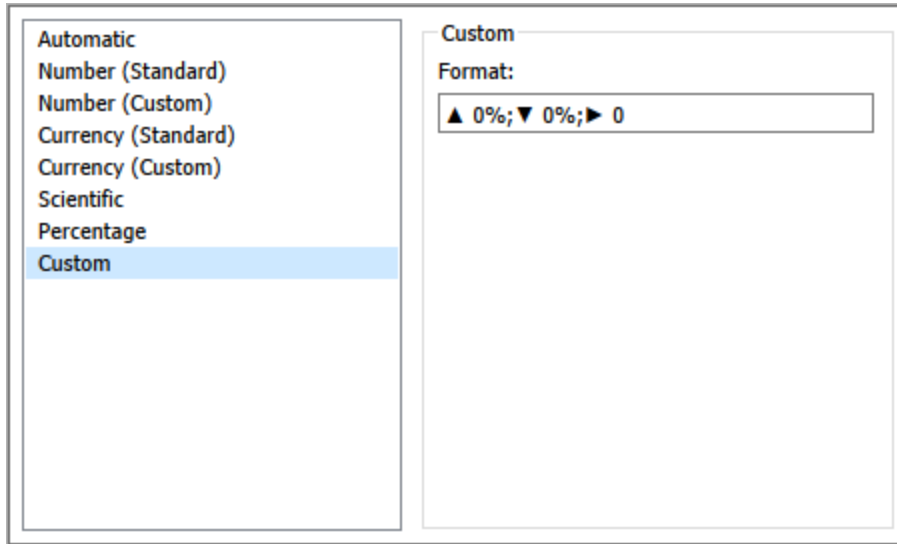 Automatic
Number (Standard)
Number (Custom)
Currency (Standard)
Currency (Custom)
Scientific
Percentage
Custom
Custom
Format:
▲ 0%;▼ 0%;► 0